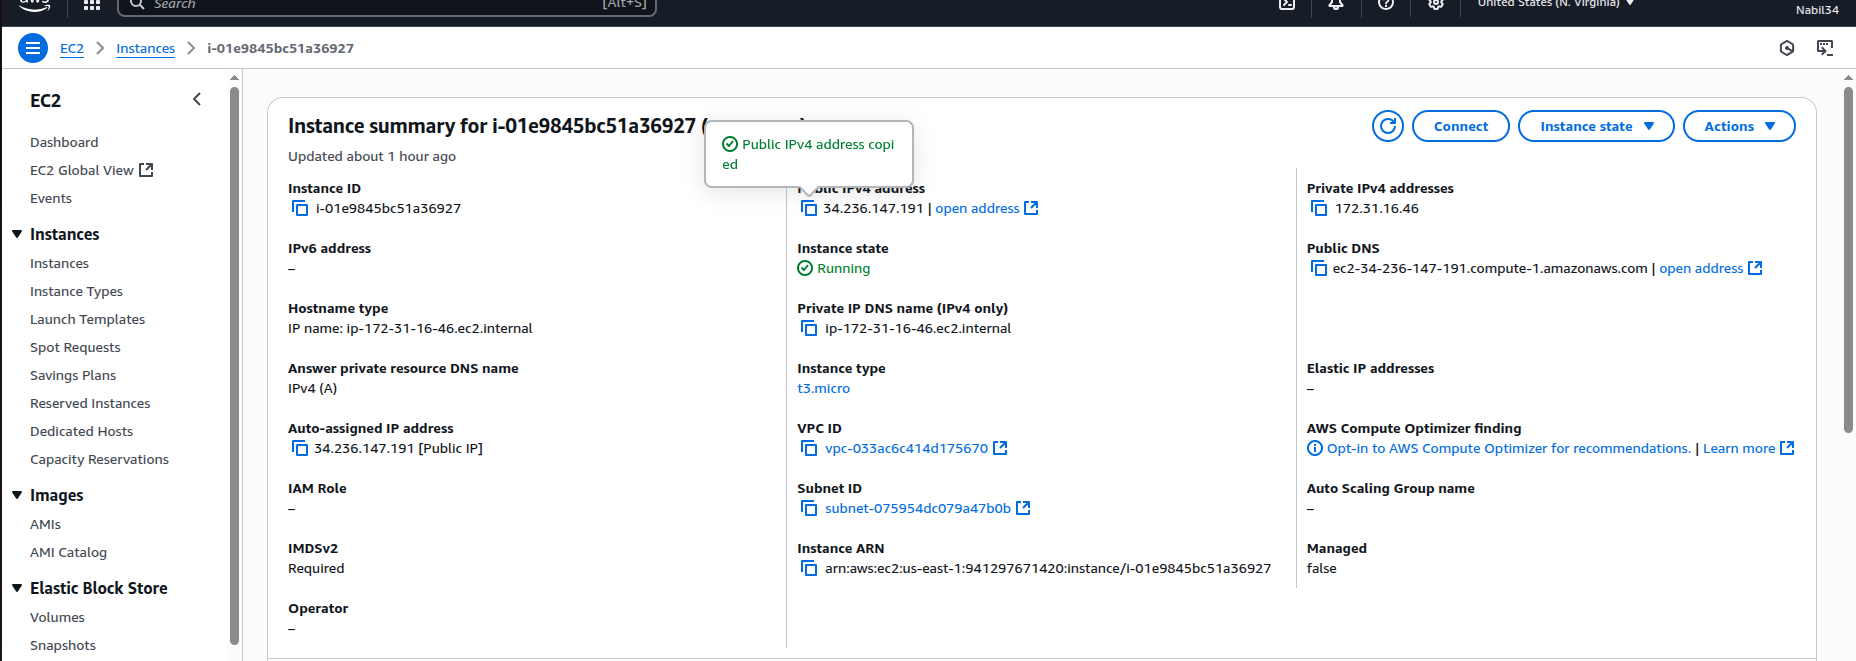 aws
Search
[Alt+S]
United States (N. Virginia)
Nabil34
EC2
Instances
i-01e9845bc51a36927
EC2
Dashboard
EC2 Global View
Events
Instances
Instances
Instance Types
Launch Templates
Spot Requests
Savings Plans
Reserved Instances
Dedicated Hosts
Capacity Reservations
Images
AMIs
AMI Catalog
Elastic Block Store
Volumes
Snapshots
Instance summary for i-01e9845bc51a36927 (
Updated about 1 hour ago
Connect
Instance state
Actions
Public IPv4 address copi
ed
Instance ID
i-01e9845bc51a36927
Public IPv4 address
34.236.147.191 | open address
Private IPv4 addresses
172.31.16.46
IPv6 address
–
Instance state
Running
Public DNS
ec2-34-236-147-191.compute-1.amazonaws.com | open address
Hostname type
IP name: ip-172-31-16-46.ec2.internal
Private IP DNS name (IPv4 only)
ip-172-31-16-46.ec2.internal
Answer private resource DNS name
IPv4 (A)
Instance type
t3.micro
Elastic IP addresses
–
Auto-assigned IP address
34.236.147.191 [Public IP]
VPC ID
vpc-033ac6c414d175670
AWS Compute Optimizer finding
Opt-in to AWS Compute Optimizer for recommendations. | Learn more
IAM Role
–
Subnet ID
subnet-075954dc079a47b0b
Auto Scaling Group name
–
IMDSv2
Required
Instance ARN
arn:aws:ec2:us-east-1:941297671420:instance/i-01e9845bc51a36927
Managed
false
Operator
–